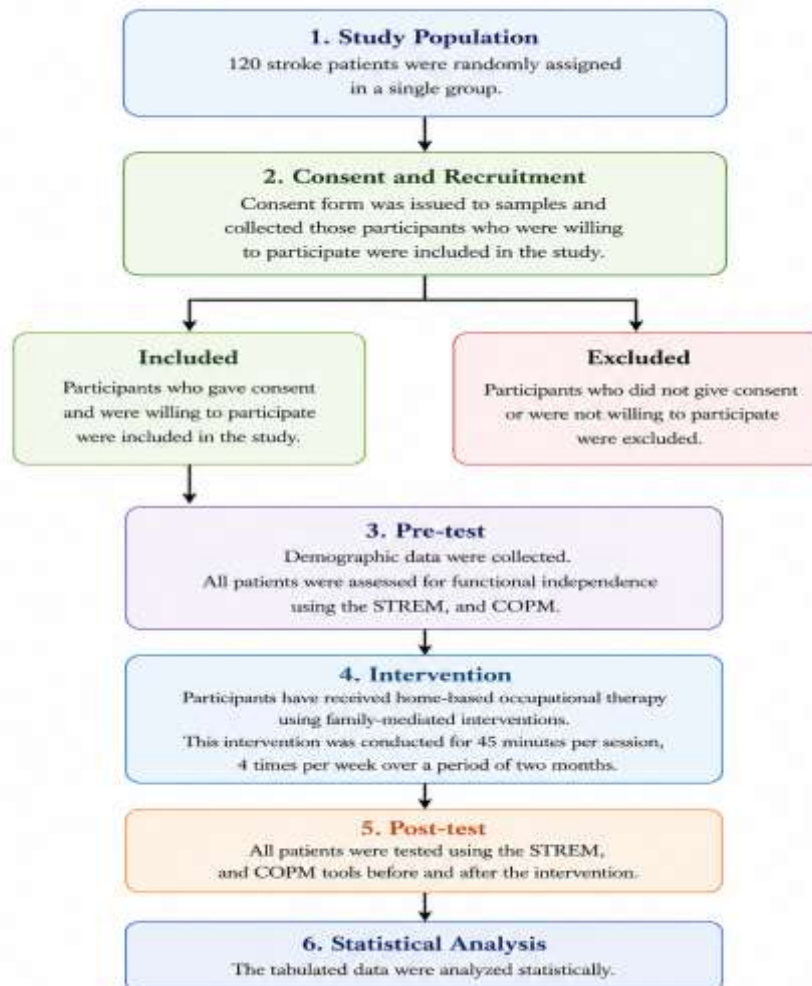 1. Study Population
120 stroke patients were randomly assigned
in a single group.
2. Consent and Recruitment
Consent form was issued to samples and
collected those participants who were willing
to participate were included in the study.
Included
Participants who gave consent
and were willing to participate
were included in the study.
Excluded
Participants who did not give consent
or were not willing to participate
were excluded.
3. Pre-test
Demographic data were collected.
All patients were assessed for functional independence
using the STREM, and COPM.
4. Intervention
Participants have received home-based occupational therapy
using family-mediated interventions.
This intervention was conducted for 45 minutes per session,
4 times per week over a period of two months.
5. Post-test
All patients were tested using the STREM,
and COPM tools before and after the intervention.
6. Statistical Analysis
The tabulated data were analyzed statistically.